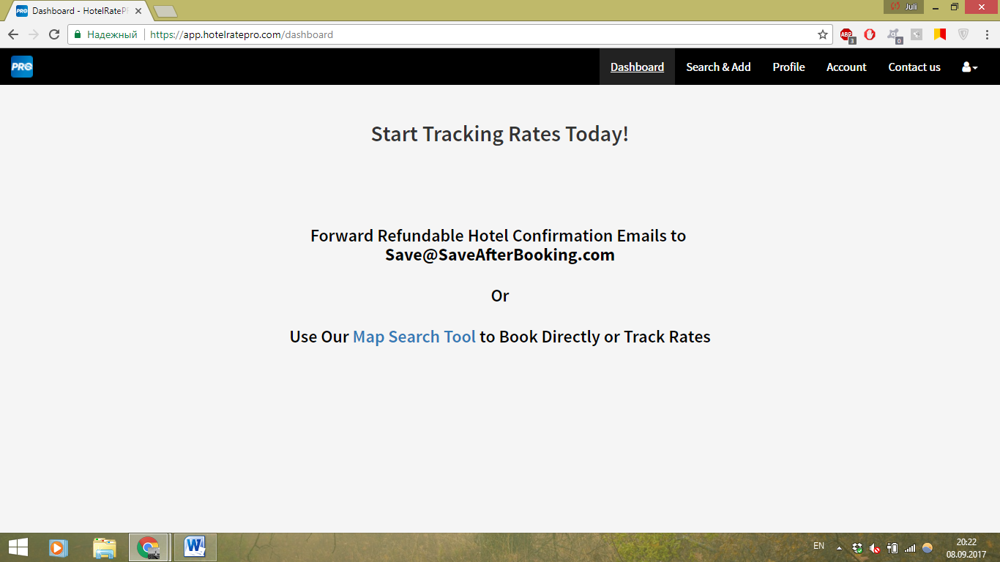 Dashboard - HotelRateP
Juli
Надежный
https://app.hotelratepro.com/dashboard
ABP
3
0
PRO
Dashboard
Search & Add
Profile
Account
Contact us
Start Tracking Rates Today!
Forward Refundable Hotel Confirmation Emails to
Save@SaveAfterBooking.com
Or
Use Our Map Search Tool to Book Directly or Track Rates
EN
20:22
08.09.2017